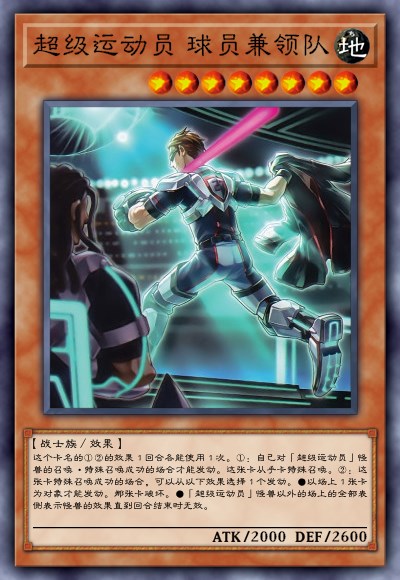 超级运动员 球员兼领队
地
【战士族／效果】
这个卡名的①②的效果1回合各能使用1次。①：自己对「超级运动员」怪
兽的召唤·特殊召唤成功的场合才能发动。这张卡从手卡特殊召唤。②：这
张卡特殊召唤成功的场合，可以从以下效果选择1个发动。●以场上1张卡
为对象才能发动。那张卡破坏。●「超级运动员」怪兽以外的场上的全部表
侧表示怪兽的效果直到回合结束时无效。
ATK/2000 DEF/2600